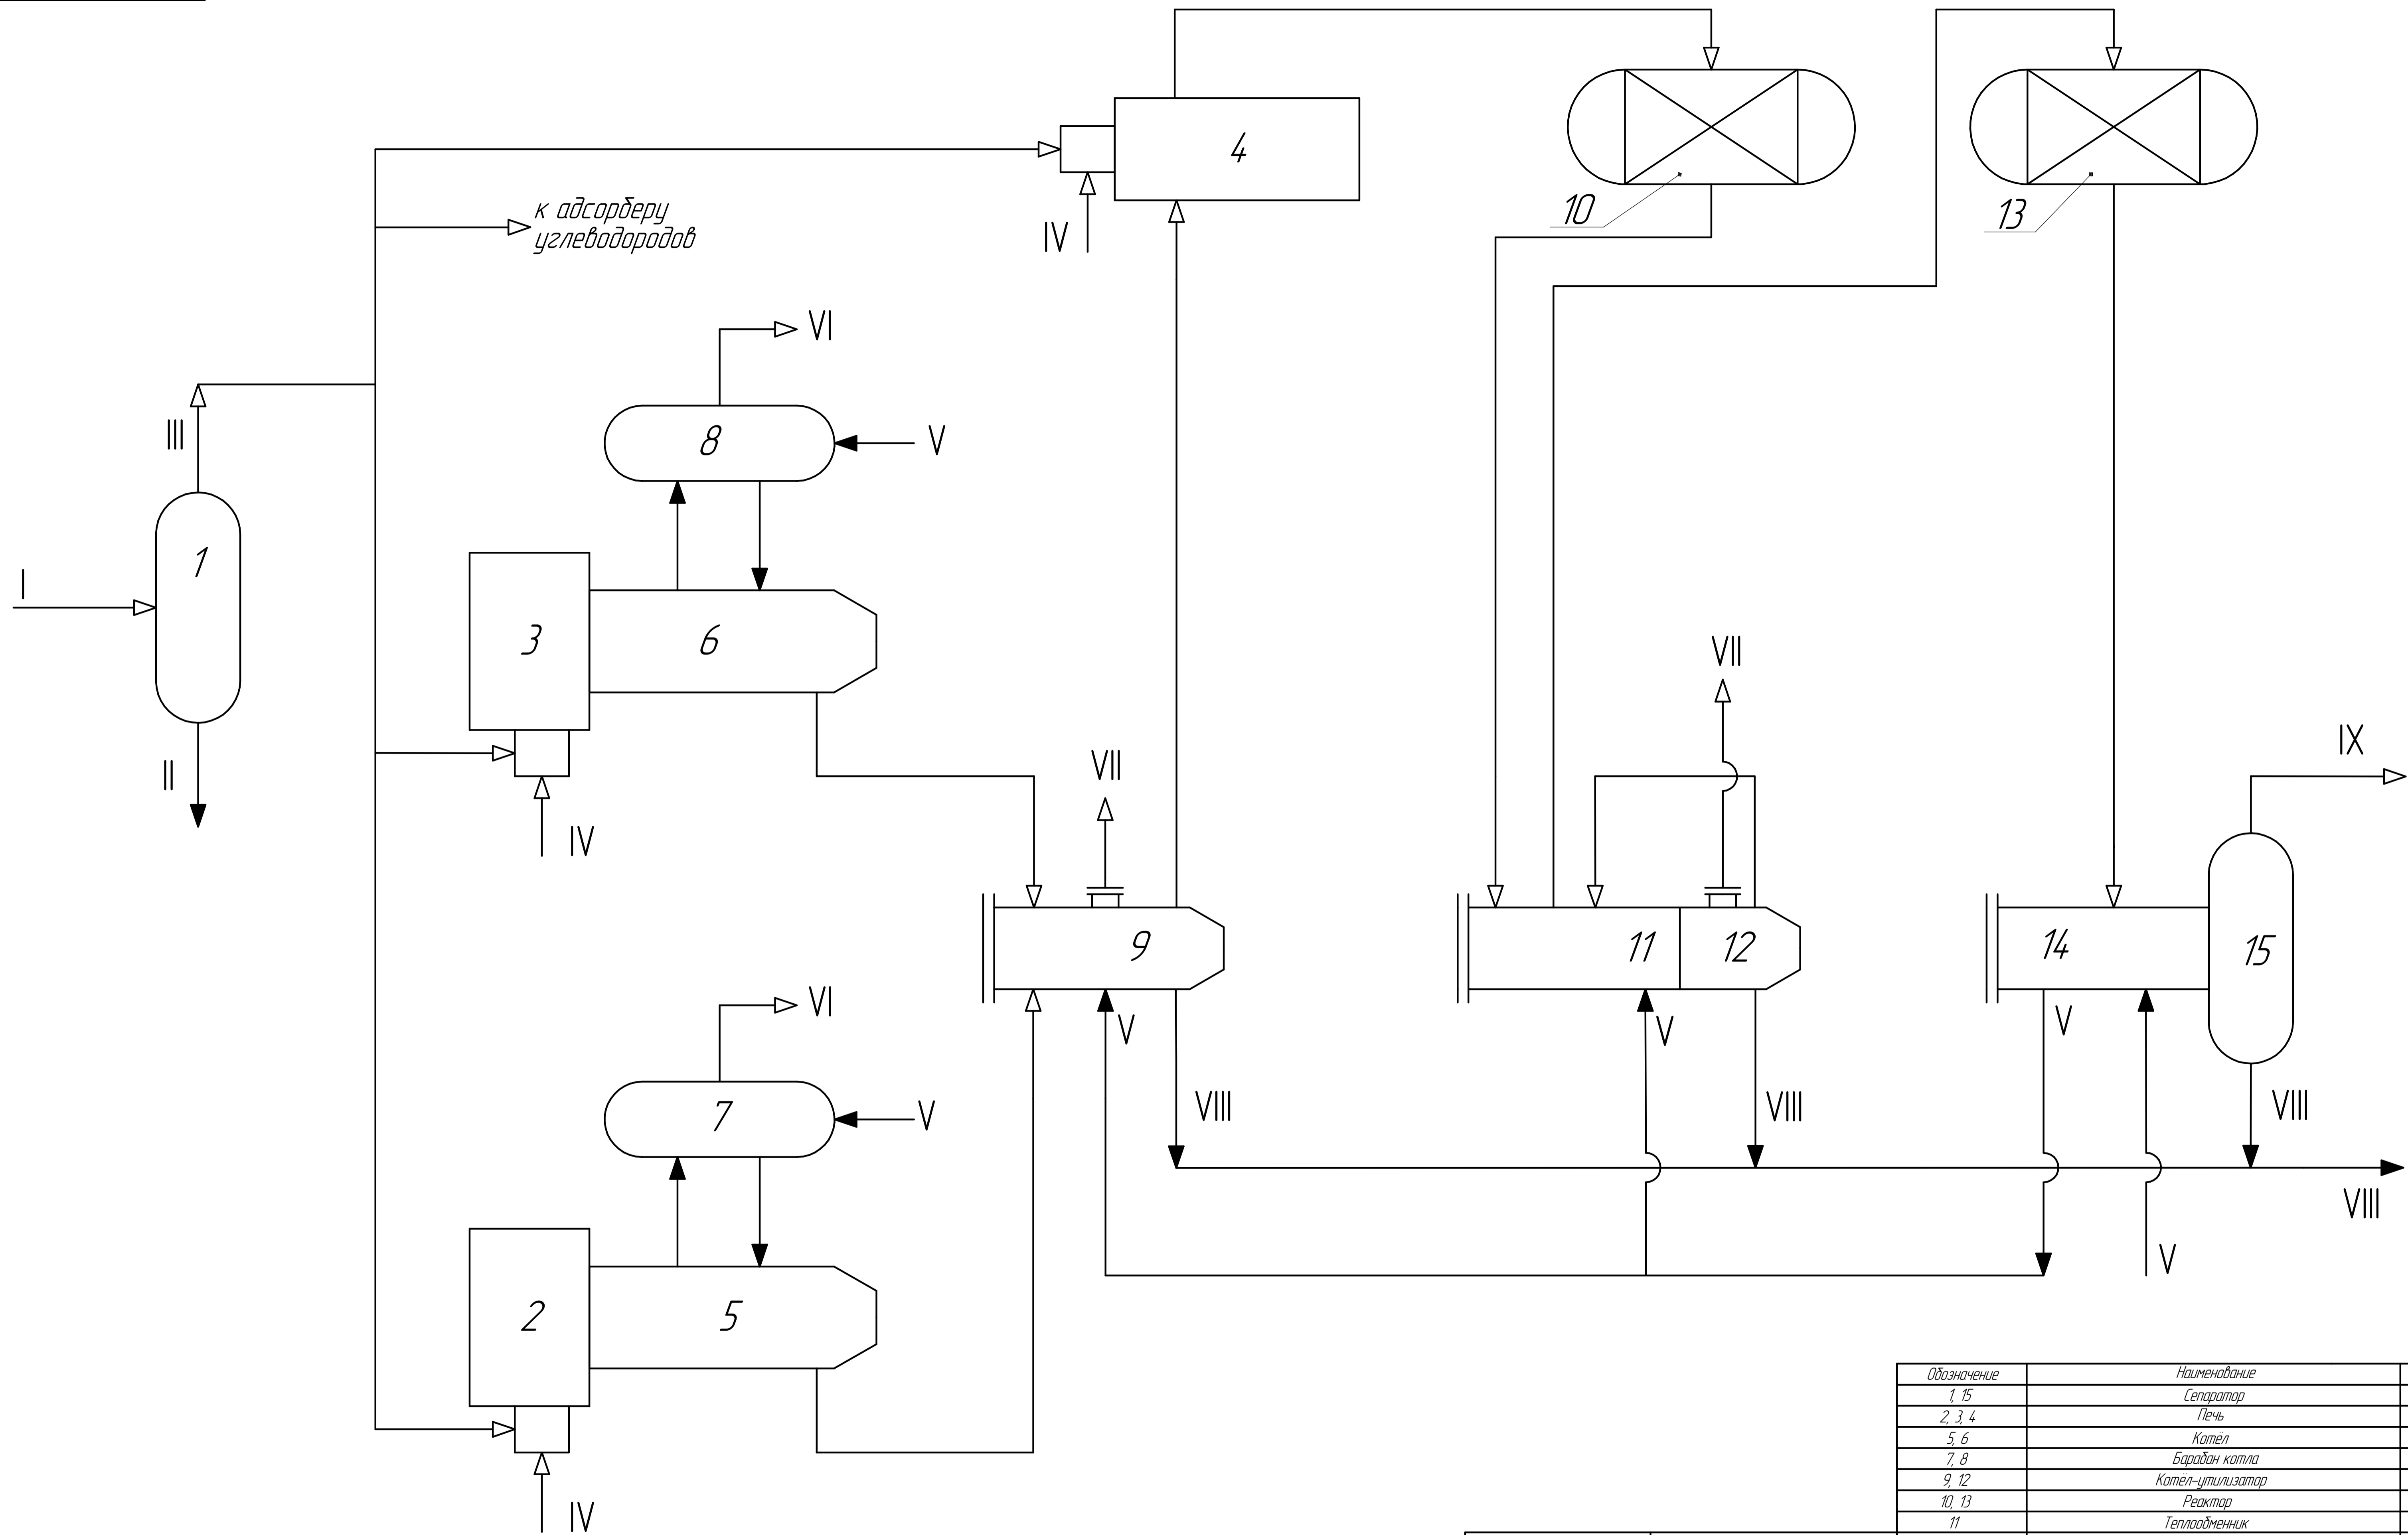 4
10
13
IV
к адсорберу
углеводородов
VI
8
V
III
1
I
3
6
VII
IX
II
IV
VII
9
11
12
14
15
VI
V
V
V
7
V
VIII
VIII
VIII
VIII
V
2
5
IV
Обозначение Наименование
1, 15 Сепаратор
2, 3, 4 Печь
5, 6 Котёл
7, 8 Барабан котла
9, 12 Котёл-утилизатор
10, 13 Реактор
11 Теплообменник